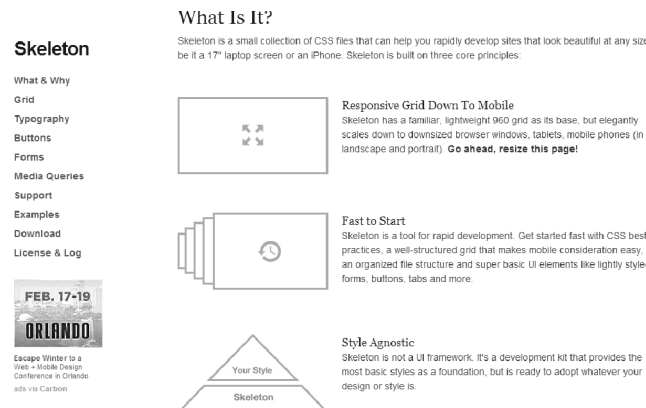 Skeleton
What & Why
Grid
Typography
Buttons
Forms
Media Queries
Support
Examples
Download
License & Log
FEB. 17-19
ORLANDO
Escape Winter to a
Web + Mobile Design
Conference in Orlando
ads via Carbon
What Is It?
Skeleton is a small collection of CSS files that can help you rapidly develop sites that look beautiful at any size
be it a 17" laptop screen or an iPhone. Skeleton is built on three core principles:
Responsive Grid Down To Mobile
Skeleton has a familiar, lightweight 960 grid as its base, but elegantly
scales down to downsized browser windows, tablets, mobile phones (in
landscape and portrait). Go ahead, resize this page!
Fast to Start
Skeleton is a tool for rapid development. Get started fast with CSS best
practices, a well-structured grid that makes mobile consideration easy,
an organized file structure and super basic UI elements like lightly style
forms, buttons, tabs and more.
Your Style
Skeleton
Style Agnostic
Skeleton is not a UI framework. It's a development kit that provides the
most basic styles as a foundation, but is ready to adopt whatever your
design or style is.